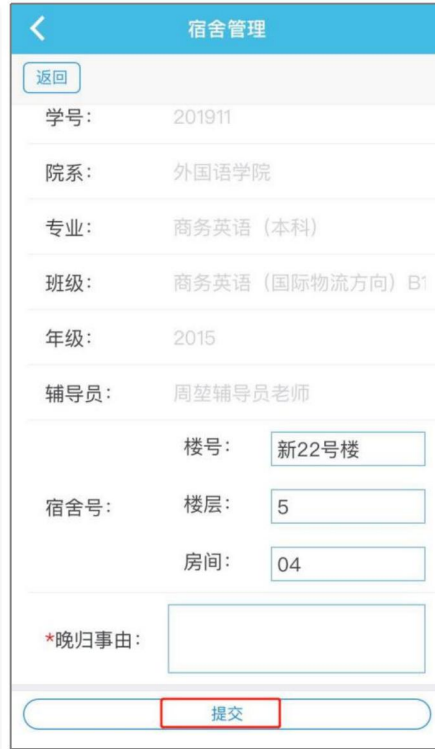 宿舍管理
返回
学号： 201911
院系： 外国语学院
专业： 商务英语（本科）
班级： 商务英语（国际物流方向）B1
年级： 2015
辅导员： 周堃辅导员老师
楼号： 新22号楼
宿舍号： 楼层： 5
房间： 04
*晚归事由：
提交